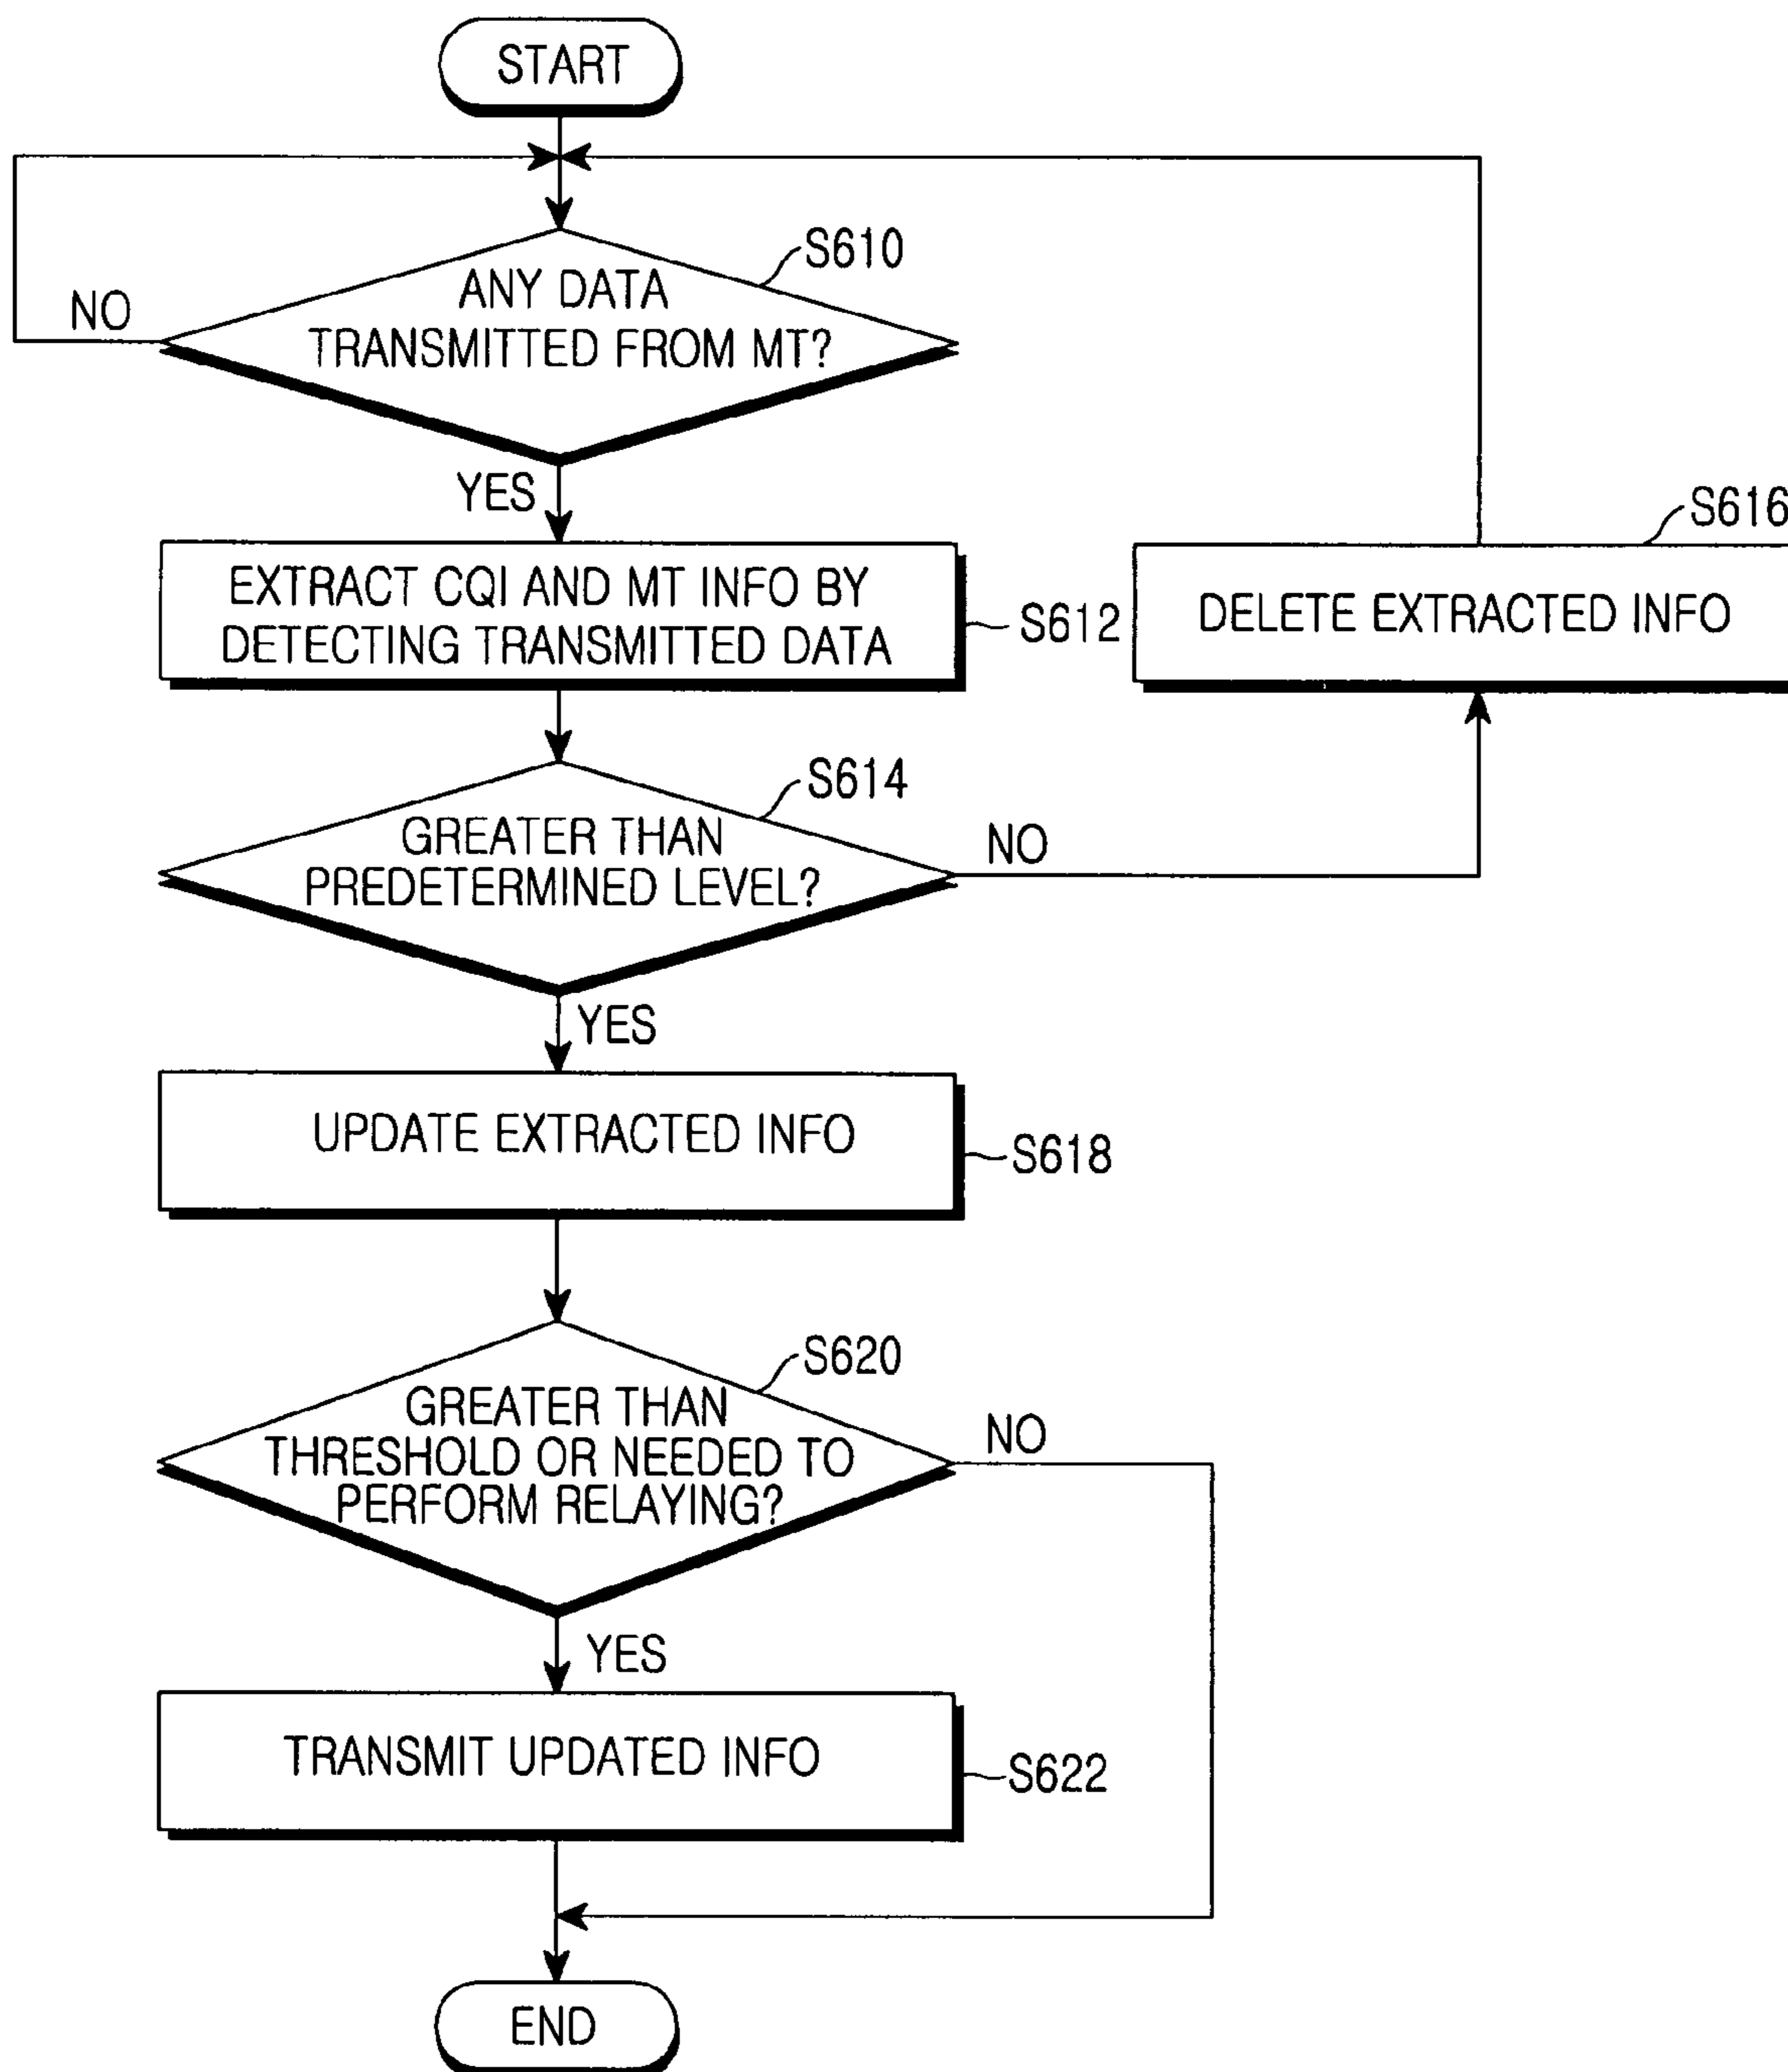 START
S610
ANY DATA
TRANSMITTED FROM MT?
NO
YES
S616
EXTRACT CQI AND MT INFO BY
DETECTING TRANSMITTED DATA
S612
DELETE EXTRACTED INFO
S614
GREATER THAN
PREDETERMINED LEVEL?
NO
YES
UPDATE EXTRACTED INFO
S618
S620
GREATER THAN
THRESHOLD OR NEEDED TO
PERFORM RELAYING?
NO
YES
TRANSMIT UPDATED INFO
S622
END